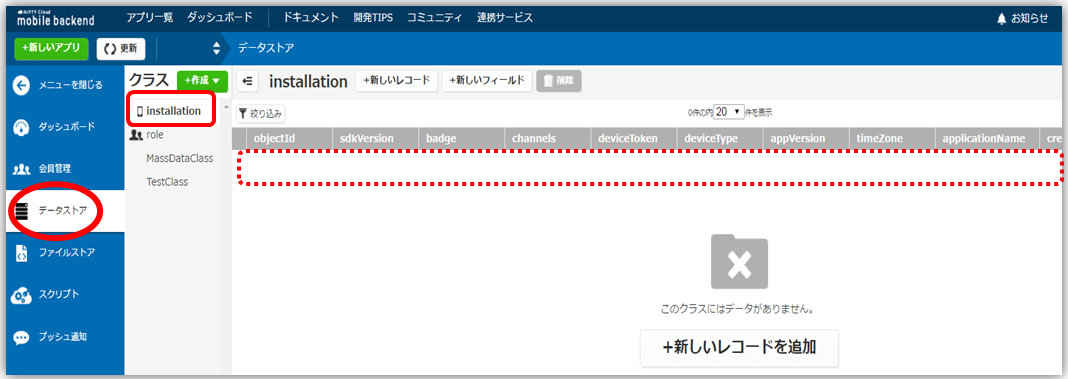 NIFTY Cloud
mobile backend
アプリ一覧 ダッシュボード ドキュメント 開発TIPS コミュニティ 連携サービス お知らせ
+新しいアプリ 更新 データストア
メニューを閉じる
ダッシュボード
会員管理
データストア
ファイルストア
スクリプト
プッシュ通知
クラス +作成
installation
role
MassDataClass
TestClass
installation +新しいレコード +新しいフィールド 削除
絞り込み 0件の内 20 件を表示
objectId sdkVersion badge channels deviceToken deviceType appVersion timeZone applicationName cre
このクラスにはデータがありません。
+新しいレコードを追加